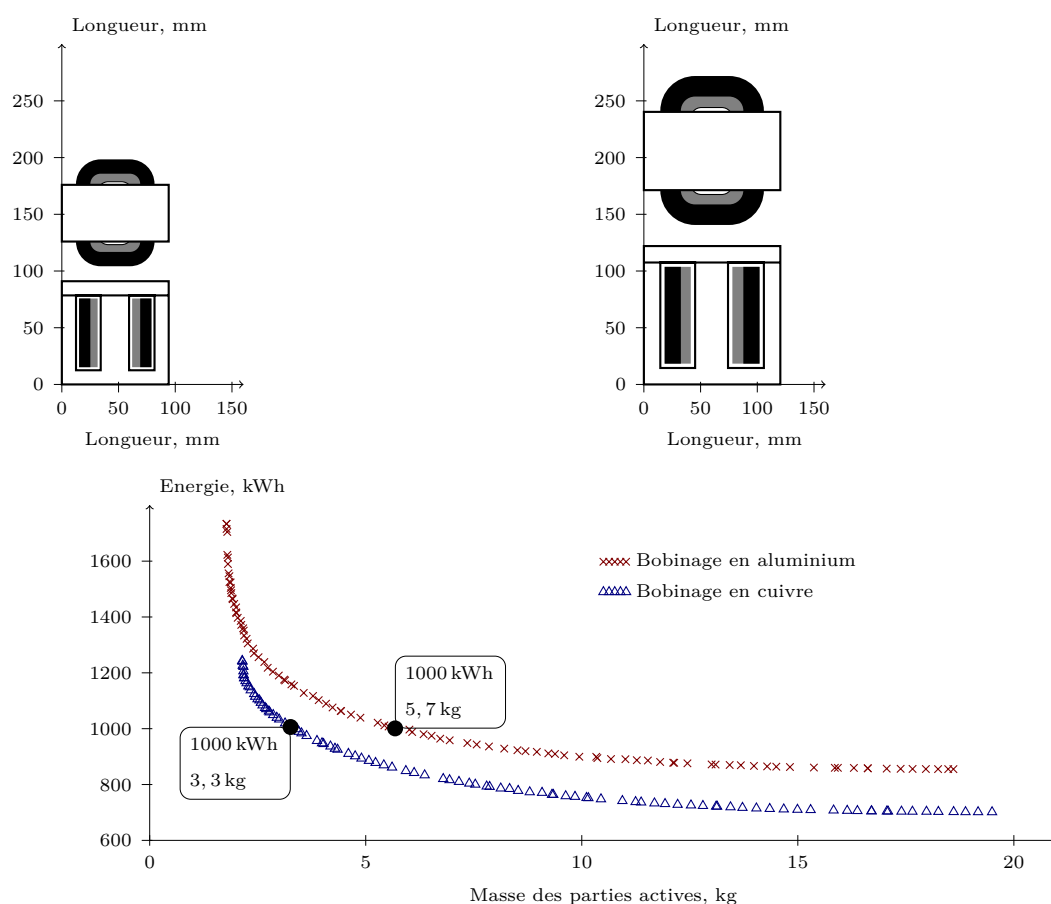 Longueur, mm
250
200
150
100
50
0
0 50 100 150
Longueur, mm
Longueur, mm
250
200
150
100
50
0
0 50 100 150
Longueur, mm
Energie, kWh
1600
1400
1200
1000
800
600
0 5 10 15 20
Masse des parties actives, kg
Bobinage en aluminium
Bobinage en cuivre
1000 kWh
5, 7 kg
1000 kWh
3, 3 kg